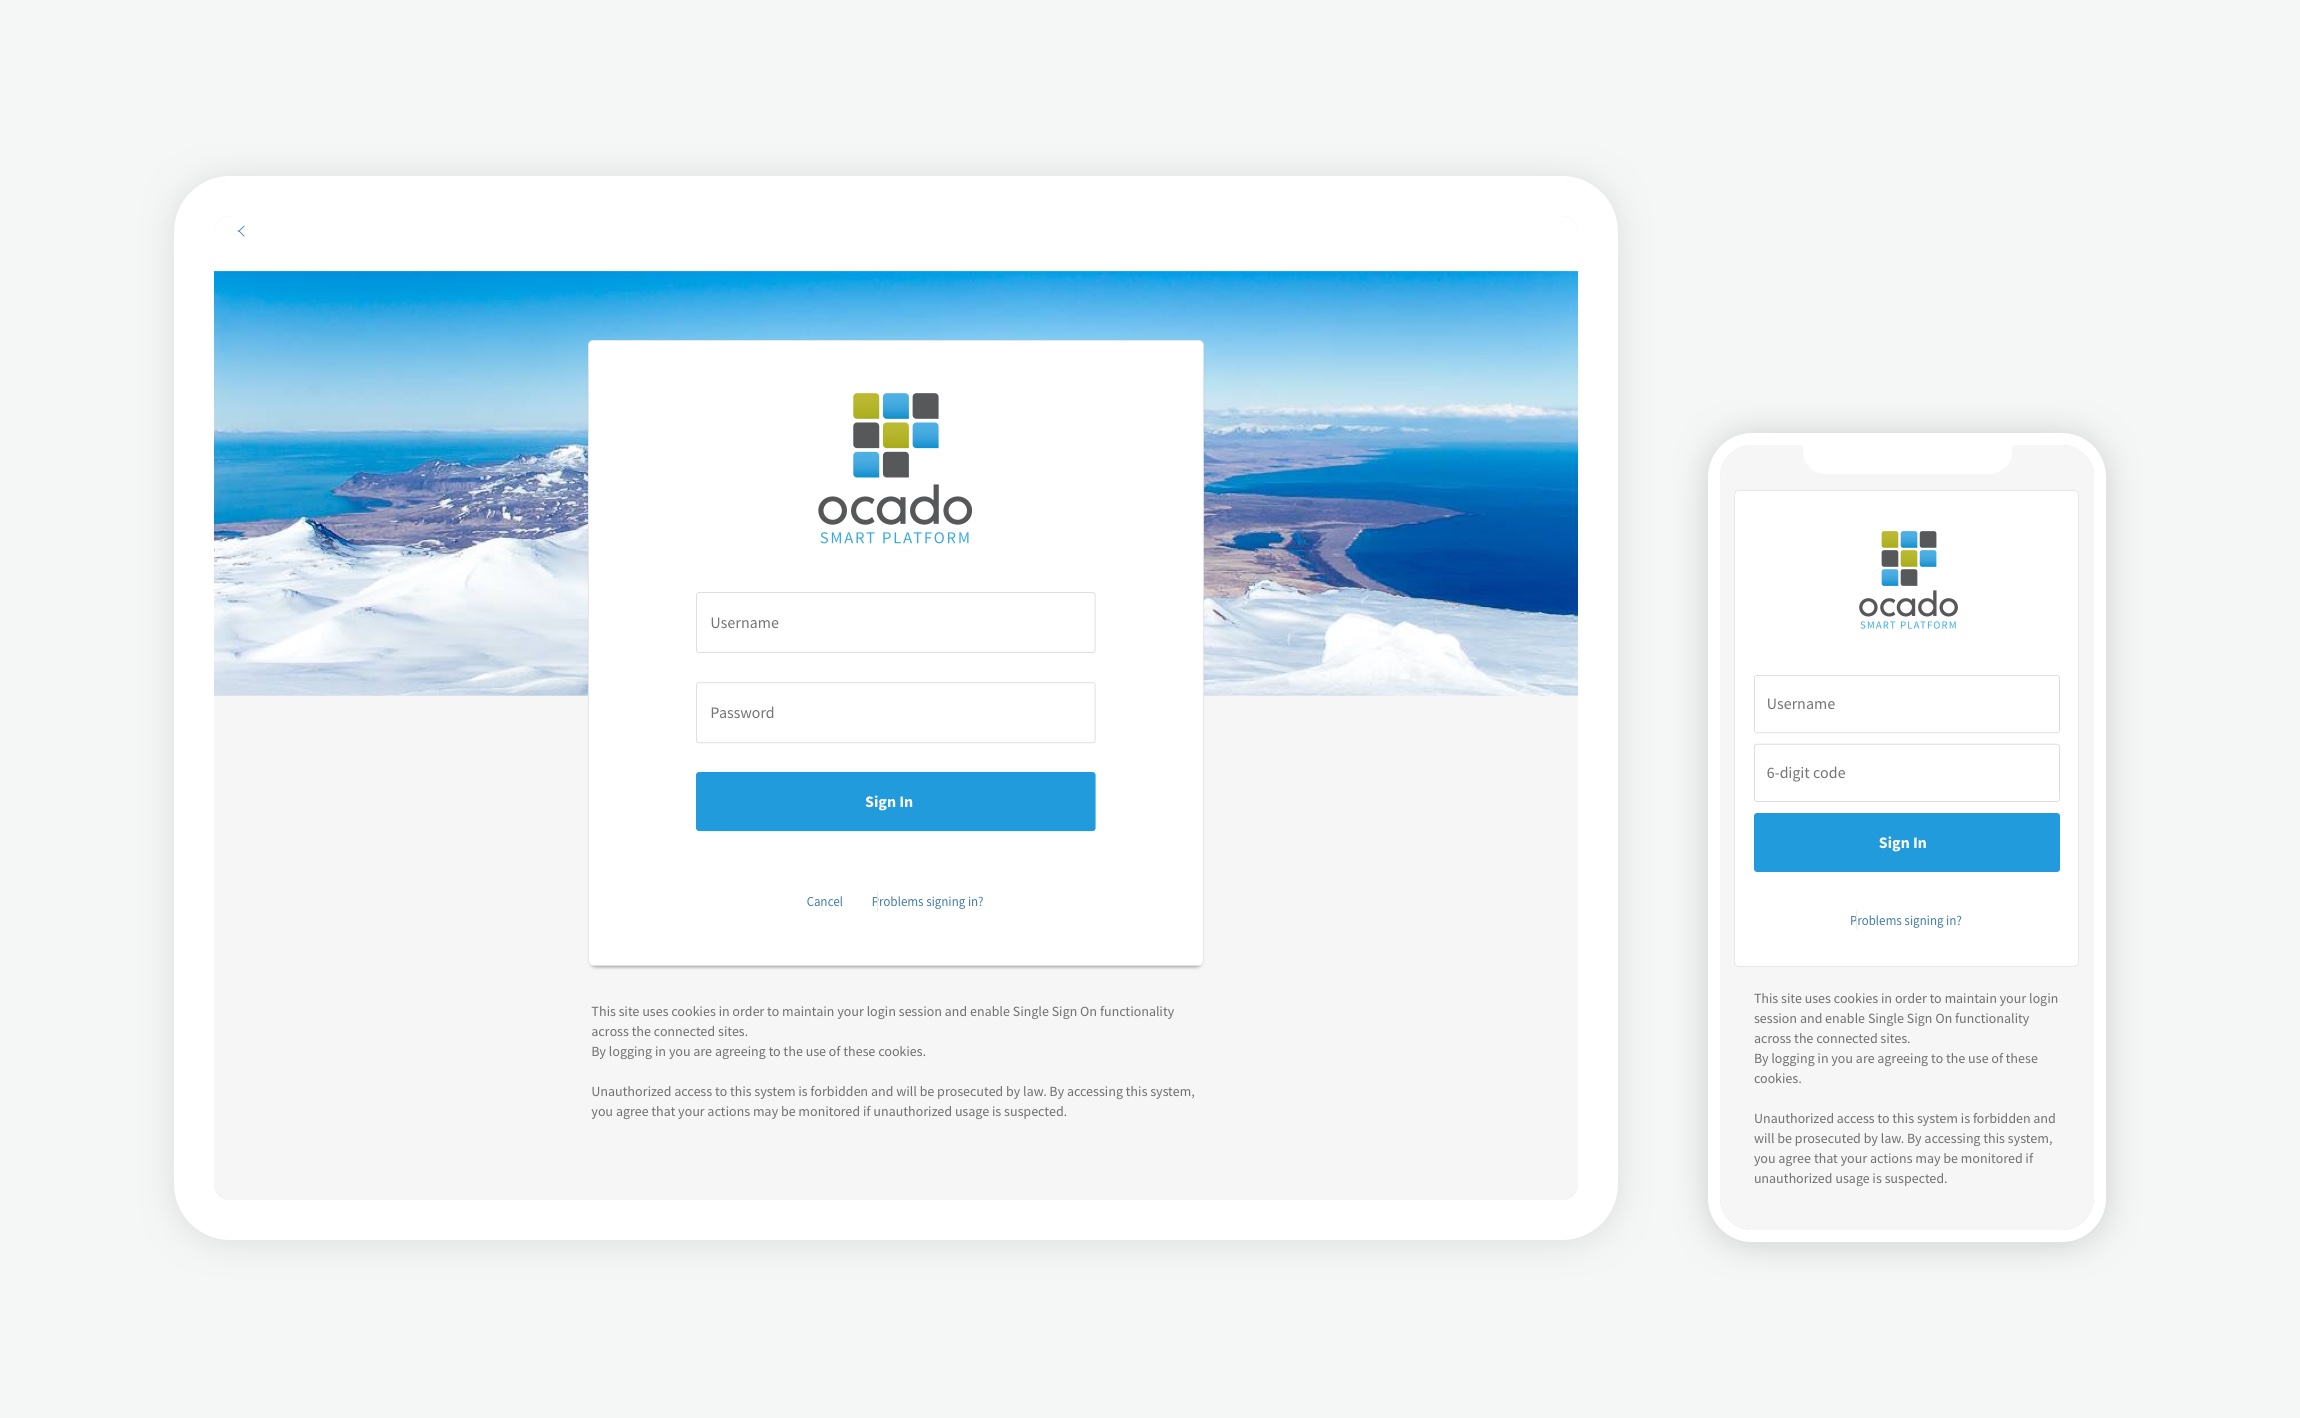 ocado
SMART PLATFORM
Username
Password
Sign In
Cancel
Problems signing in?
This site uses cookies in order to maintain your login session and enable Single Sign On functionality
across the connected sites.
By logging in you are agreeing to the use of these cookies.
Unauthorized access to this system is forbidden and will be prosecuted by law. By accessing this system,
you agree that your actions may be monitored if unauthorized usage is suspected.
ocado
SMART PLATFORM
Username
6-digit code
Sign In
Problems signing in?
This site uses cookies in order to maintain your login
session and enable Single Sign On functionality
across the connected sites.
By logging in you are agreeing to the use of these
cookies.
Unauthorized access to this system is forbidden and
will be prosecuted by law. By accessing this system,
you agree that your actions may be monitored if
unauthorized usage is suspected.